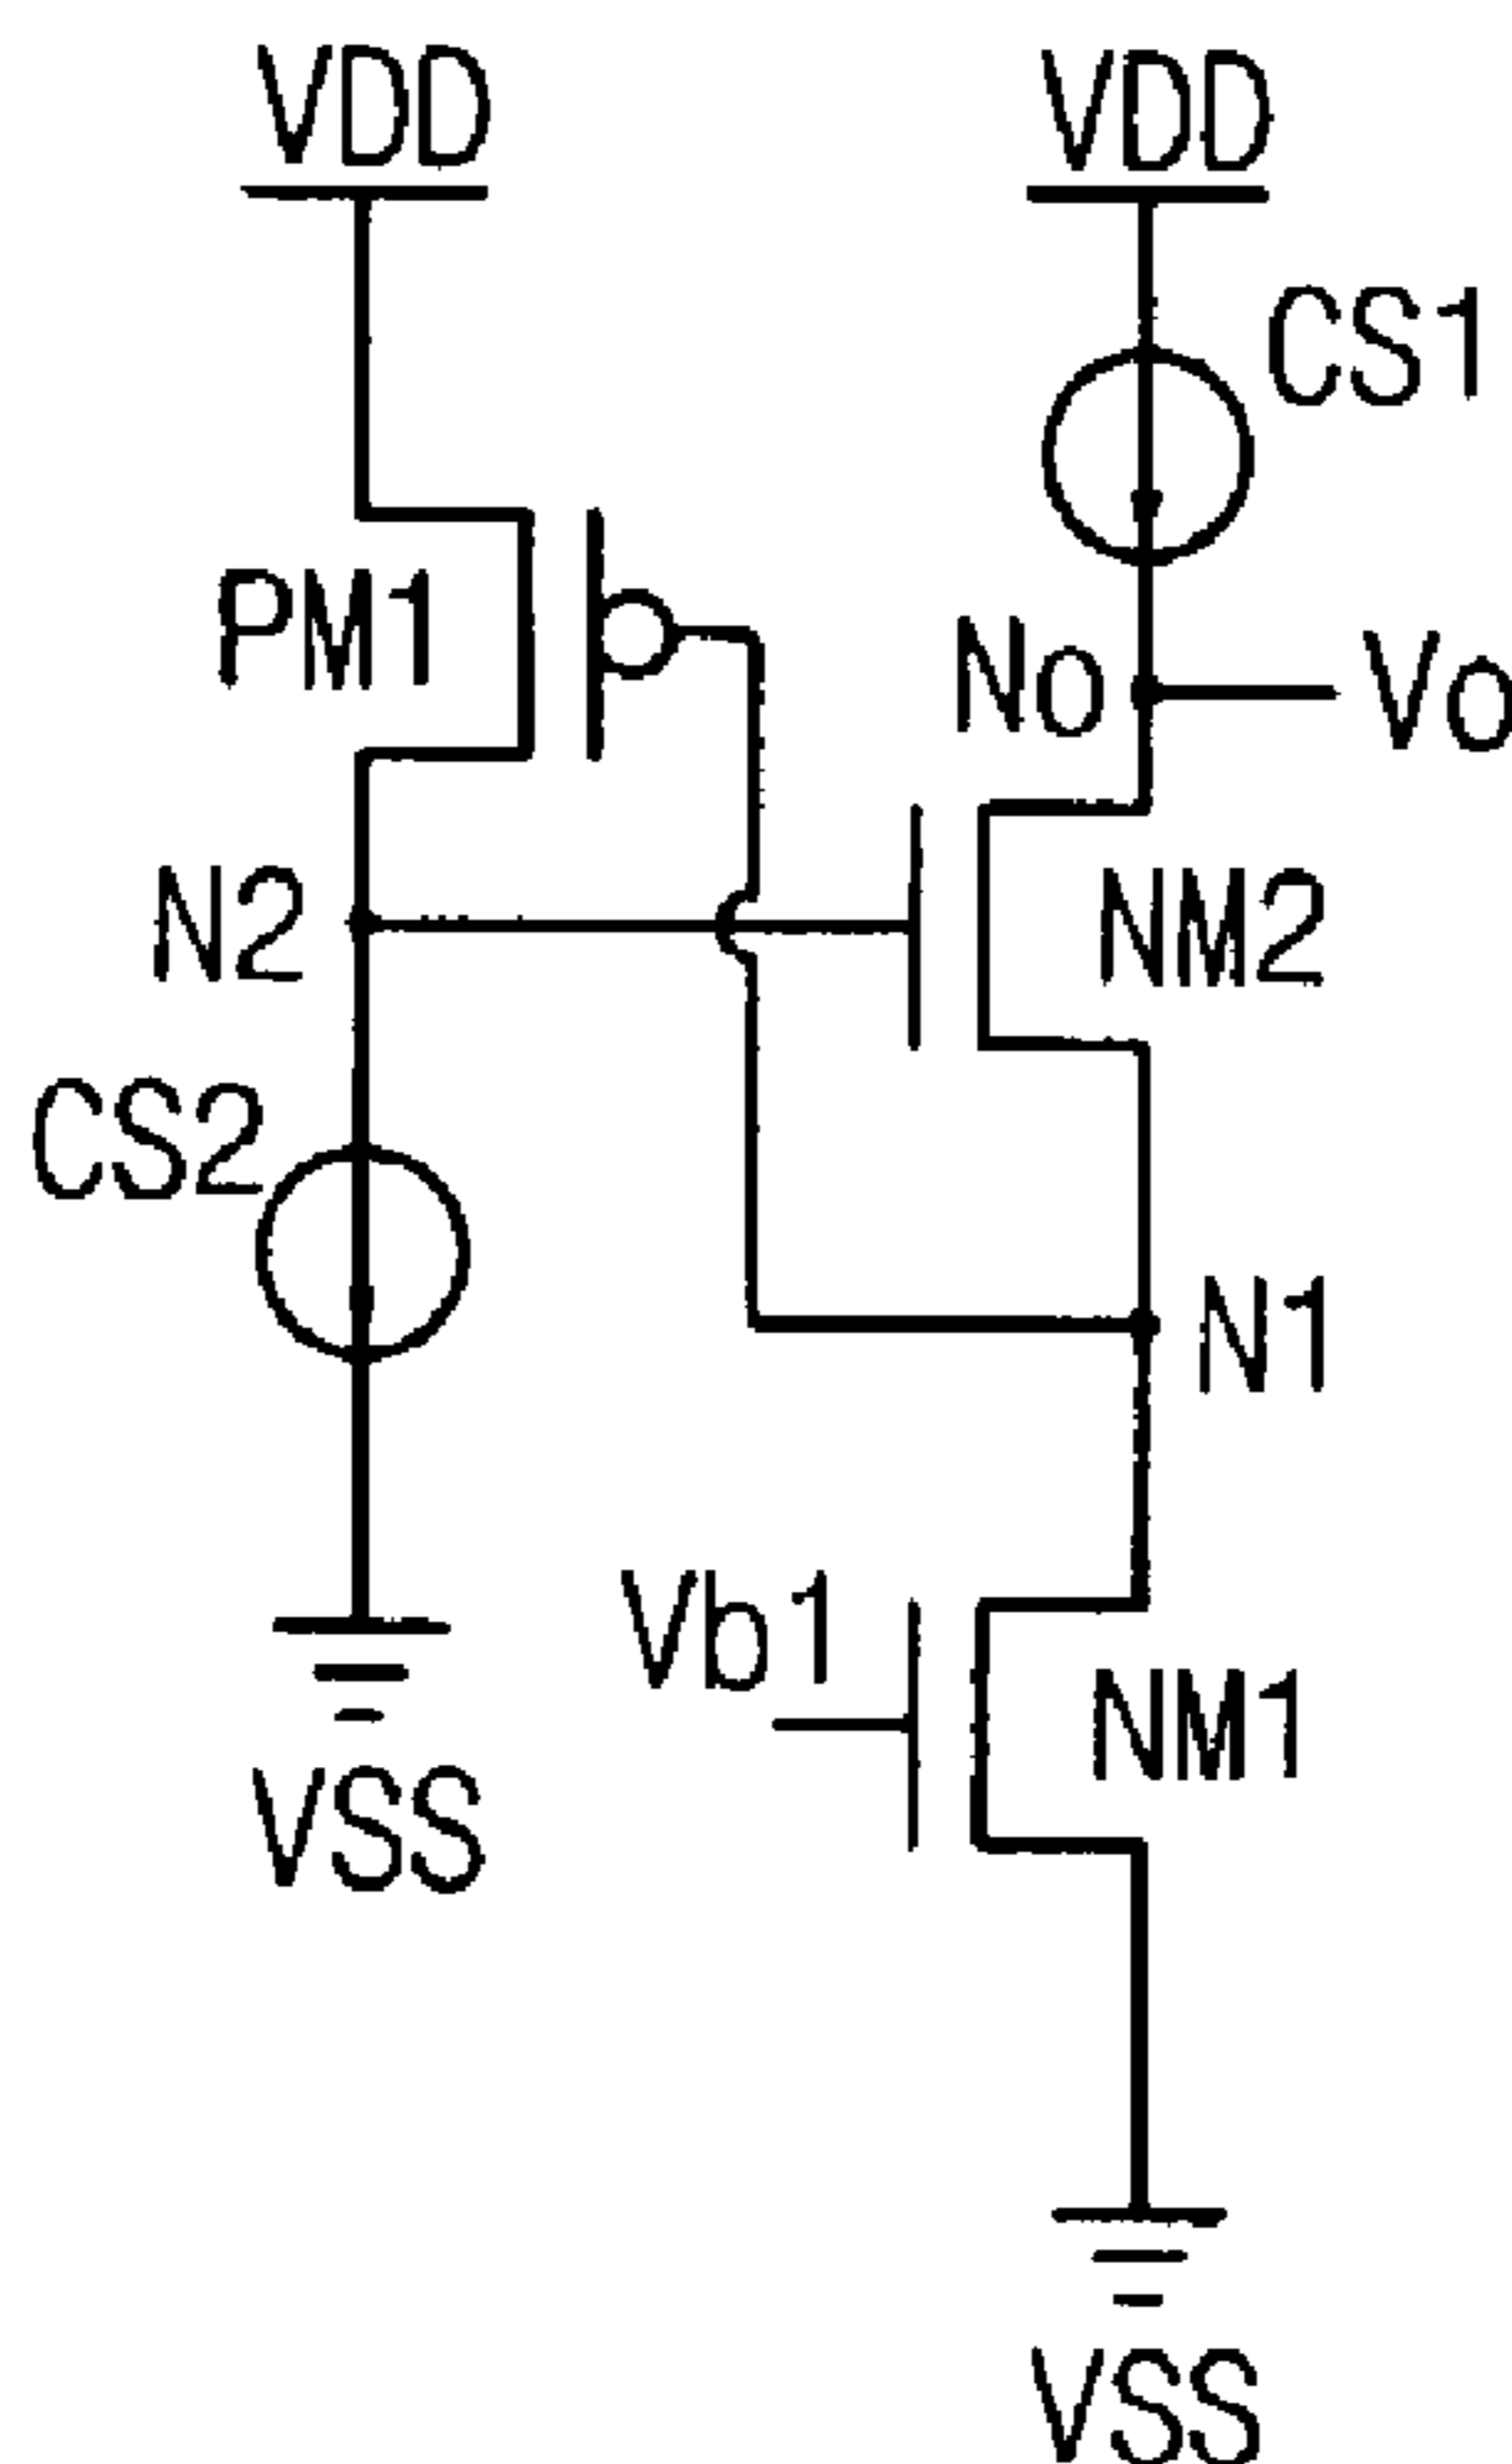 VDD
VDD
CS1
PM1
No
Vo
N2
NM2
CS2
N1
Vb1
NM1
VSS
VSS